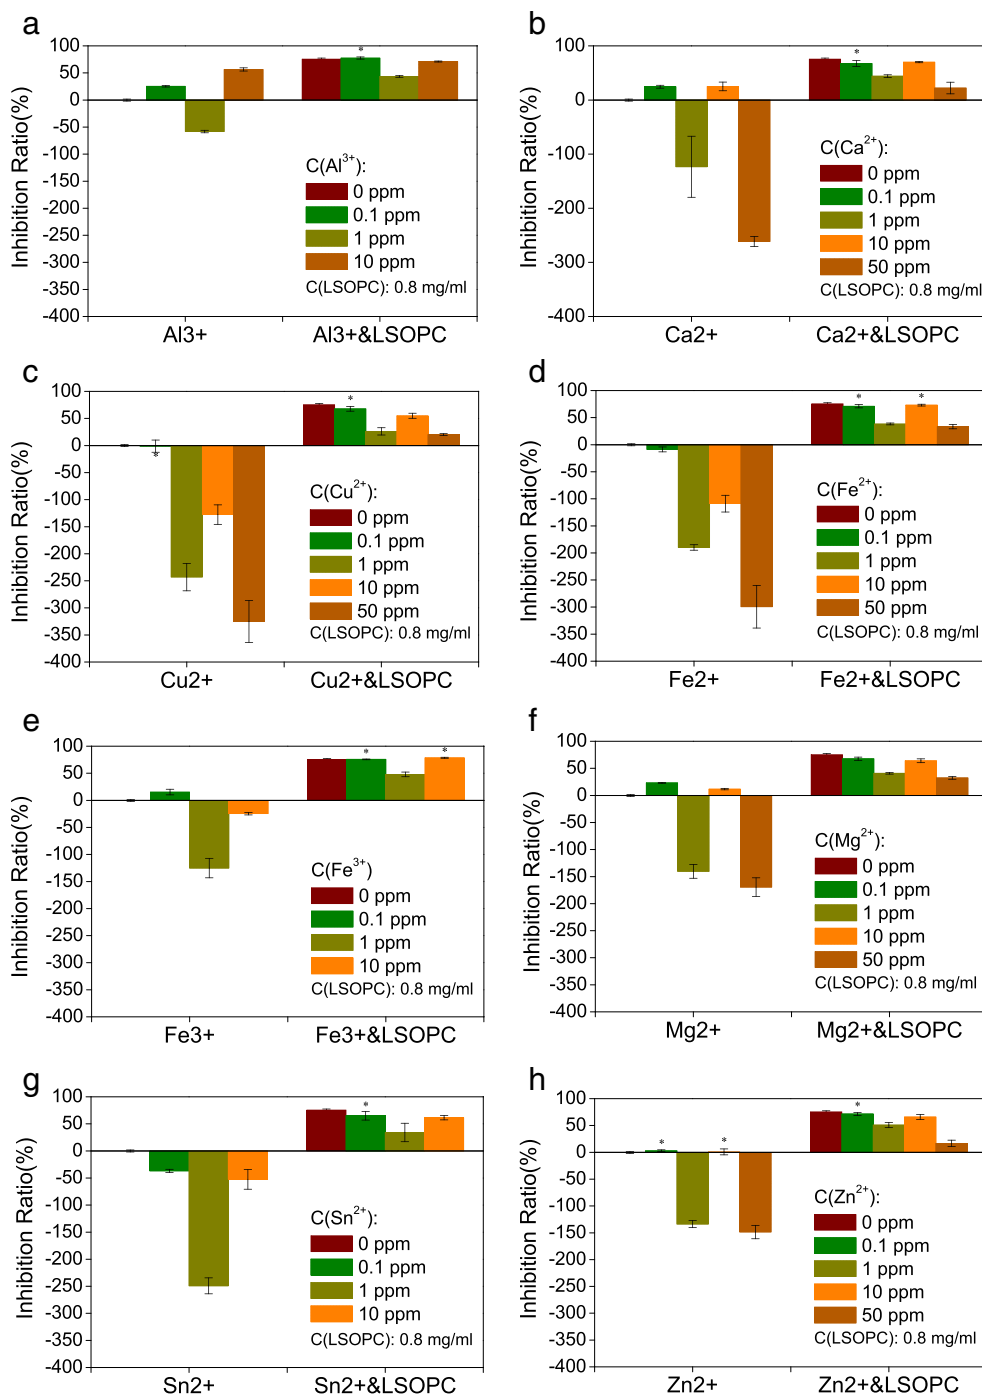 a
100
50
0
-50
-100
-150
-200
-250
-300
-350
-400
Inhibition Ratio(%)
*
C(Al3+):
0 ppm
0.1 ppm
1 ppm
10 ppm
C(LSOPC): 0.8 mg/ml
Al3+
Al3+&LSOPC
b
100
50
0
-50
-100
-150
-200
-250
-300
-350
-400
Inhibition Ratio(%)
*
C(Ca2+):
0 ppm
0.1 ppm
1 ppm
10 ppm
50 ppm
C(LSOPC): 0.8 mg/ml
Ca2+
Ca2+&LSOPC
c
100
50
0
-50
-100
-150
-200
-250
-300
-350
-400
Inhibition Ratio(%)
*
*
C(Cu2+):
0 ppm
0.1 ppm
1 ppm
10 ppm
50 ppm
C(LSOPC): 0.8 mg/ml
Cu2+
Cu2+&LSOPC
d
100
50
0
-50
-100
-150
-200
-250
-300
-350
-400
Inhibition Ratio(%)
* *
C(Fe2+):
0 ppm
0.1 ppm
1 ppm
10 ppm
50 ppm
C(LSOPC): 0.8 mg/ml
Fe2+
Fe2+&LSOPC
e
100
50
0
-50
-100
-150
-200
-250
-300
-350
-400
Inhibition Ratio(%)
* *
C(Fe3+)
0 ppm
0.1 ppm
1 ppm
10 ppm
C(LSOPC): 0.8 mg/ml
Fe3+
Fe3+&LSOPC
f
100
50
0
-50
-100
-150
-200
-250
-300
-350
-400
Inhibition Ratio(%)
C(Mg2+):
0 ppm
0.1 ppm
1 ppm
10 ppm
50 ppm
C(LSOPC): 0.8 mg/ml
Mg2+
Mg2+&LSOPC
g
100
50
0
-50
-100
-150
-200
-250
-300
-350
-400
Inhibition Ratio(%)
*
C(Sn2+):
0 ppm
0.1 ppm
1 ppm
10 ppm
C(LSOPC): 0.8 mg/ml
Sn2+
Sn2+&LSOPC
h
100
50
0
-50
-100
-150
-200
-250
-300
-350
-400
Inhibition Ratio(%)
* * *
C(Zn2+):
0 ppm
0.1 ppm
1 ppm
10 ppm
50 ppm
C(LSOPC): 0.8 mg/ml
Zn2+
Zn2+&LSOPC